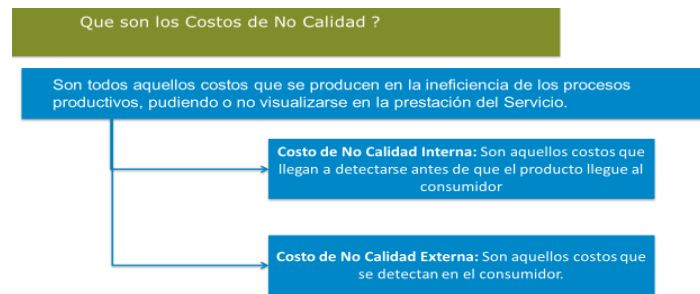 Que son los Costos de No Calidad ?
Son todos aquellos costos que se producen en la ineficiencia de los procesos
productivos, pudiendo o no visualizarse en la prestación del Servicio.
Costo de No Calidad Interna: Son aquellos costos que
llegan a detectarse antes de que el producto llegue al
consumidor
Costo de No Calidad Externa: Son aquellos costos que
se detectan en el consumidor.